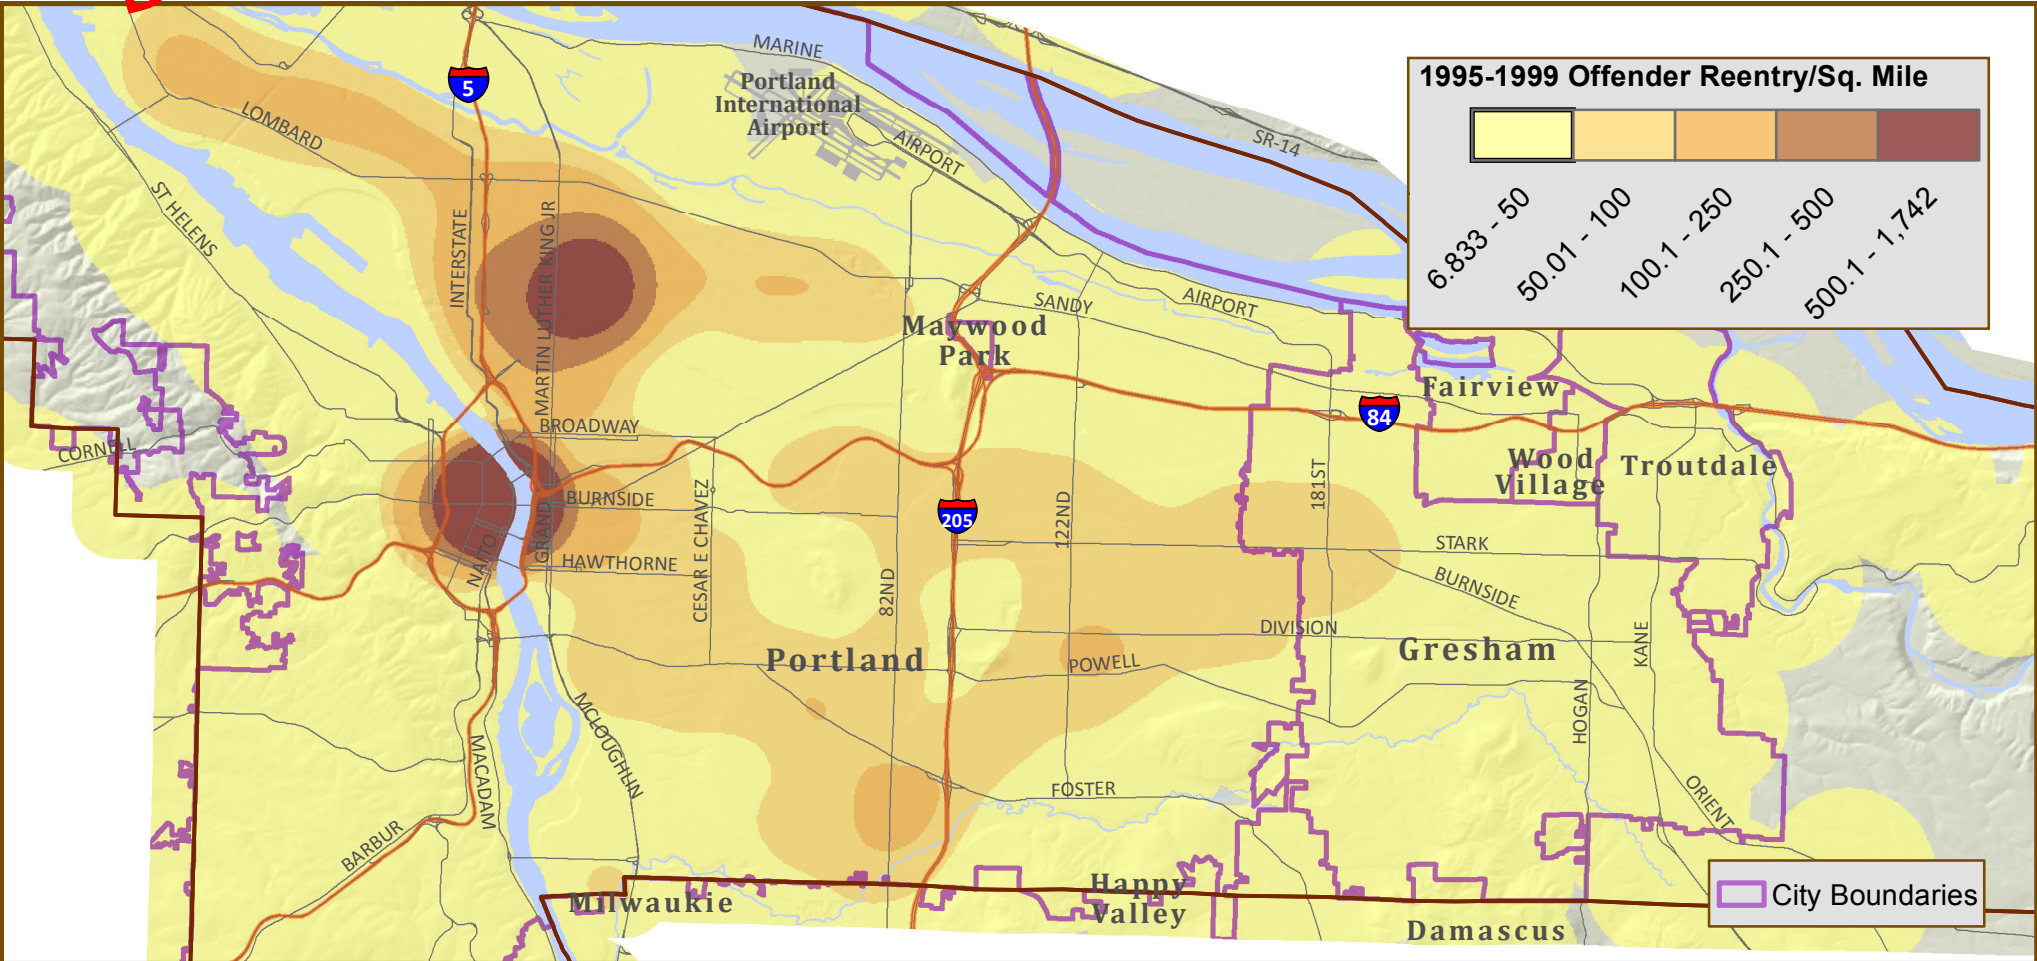 1995-1999 Offender Reentry/Sq. Mile
6.833 - 50
50.01 - 100
100.1 - 250
250.1 - 500
500.1 - 1,742
MARINE
Portland
International
Airport
AIRPORT
SR-14
5
LOMBARD
ST HELENS
INTERSTATE
MARTIN LUTHER KING JR
SANDY
AIRPORT
Maywood
Park
Fairview
84
CORNELL
BROADWAY
Wood
Village
Troutdale
BURNSIDE
GRAND
NAITO
HAWTHORNE
CESAR E CHAVEZ
82ND
205
122ND
181ST
STARK
BURNSIDE
DIVISION
Portland
POWELL
Gresham
KANE
HOGAN
MCLOUGHLIN
MACADAM
BARBUR
FOSTER
ORIENT
Milwaukie
Happy
Valley
Damascus
City Boundaries